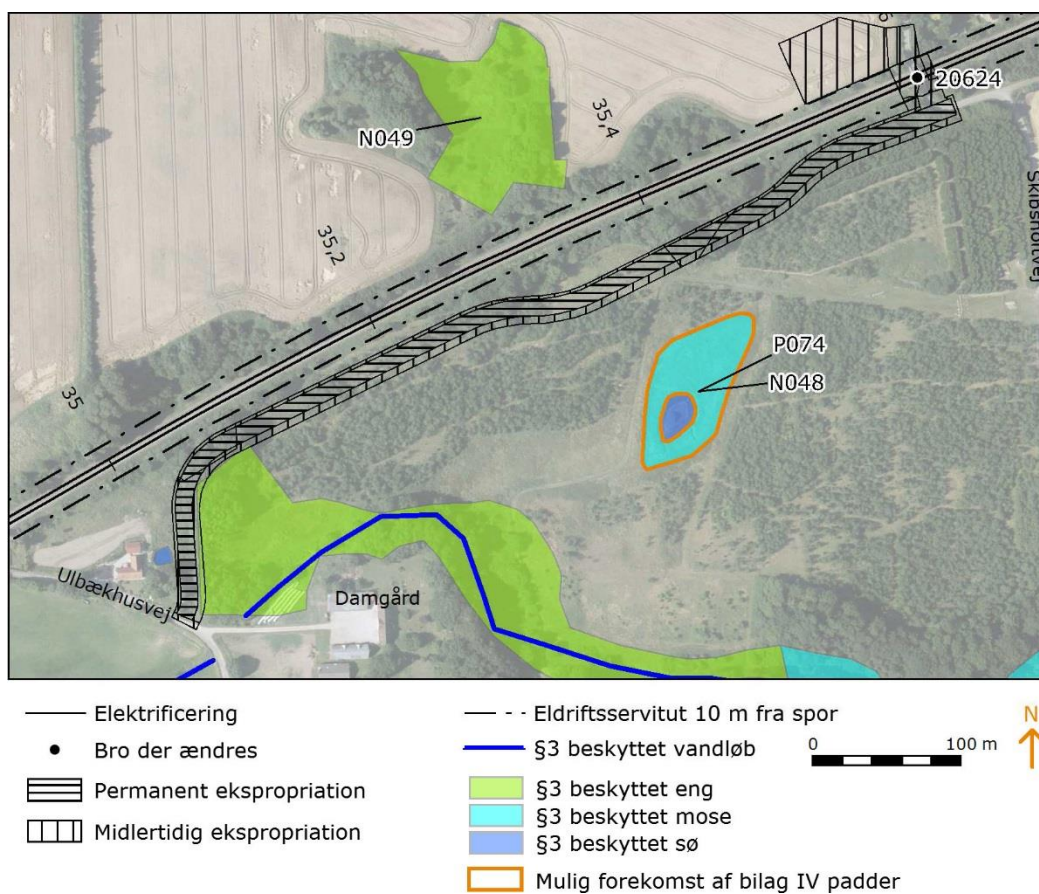 20624
N049
35,4
Skibsholtvej
35,2
P074
N048
35
Ulbækhusvej
Damgård
Elektrificering
Bro der ændres
Permanent ekspropriation
Midlertidig ekspropriation
Eldriftsservitut 10 m fra spor
§3 beskyttet vandløb
§3 beskyttet eng
§3 beskyttet mose
§3 beskyttet sø
Mulig forekomst af bilag IV padder
0 100 m
N